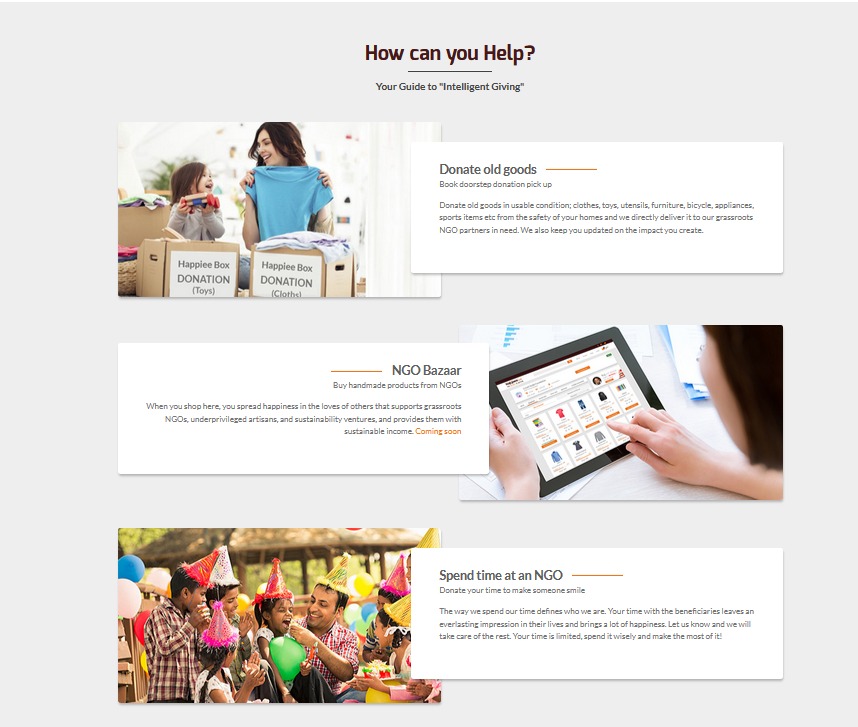 How can you Help?
Your Guide to "Intelligent Giving"
Happiee Box
DONATION
(Toys)
Happiee Box
DONATION
(Cloths)
Donate old goods
Book doorstep donation pick up
Donate old goods in usable condition; clothes, toys, utensils, furniture, bicycle, appliances,
sports items etc from the safety of your homes and we directly deliver it to our grassroots
NGO partners in need. We also keep you updated on the impact you create.
NGO Bazaar
Buy handmade products from NGOs
When you shop here, you spread happiness in the loves of others that supports grassroots
NGOs, underprivileged artisans, and sustainability ventures, and provides them with
sustainable income. Coming soon
Spend time at an NGO
Donate your time to make someone smile
The way we spend our time defines who we are. Your time with the beneficiaries leaves an
everlasting impression in their lives and brings a lot of happiness. Let us know and we will
take care of the rest. Your time is limited, spend it wisely and make the most of it!